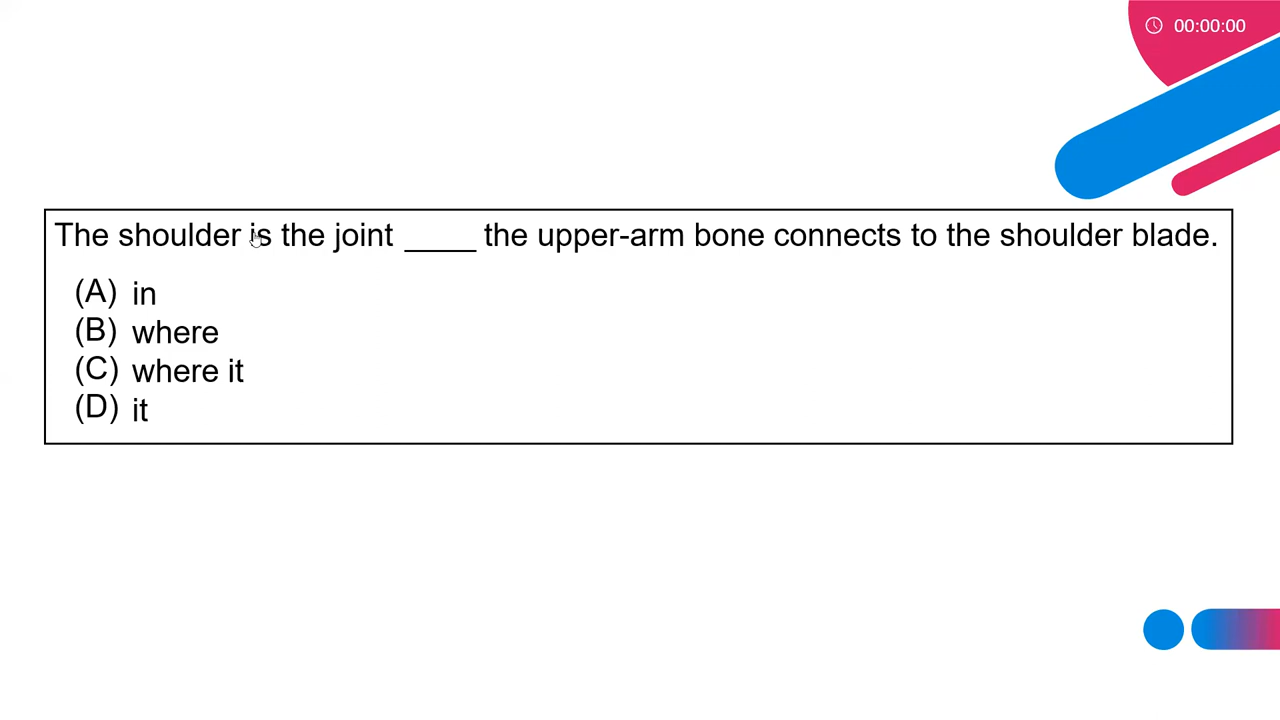 00:00:00
The shoulder is the joint ____ the upper-arm bone connects to the shoulder blade.
(A) in
(B) where
(C) where it
(D) it